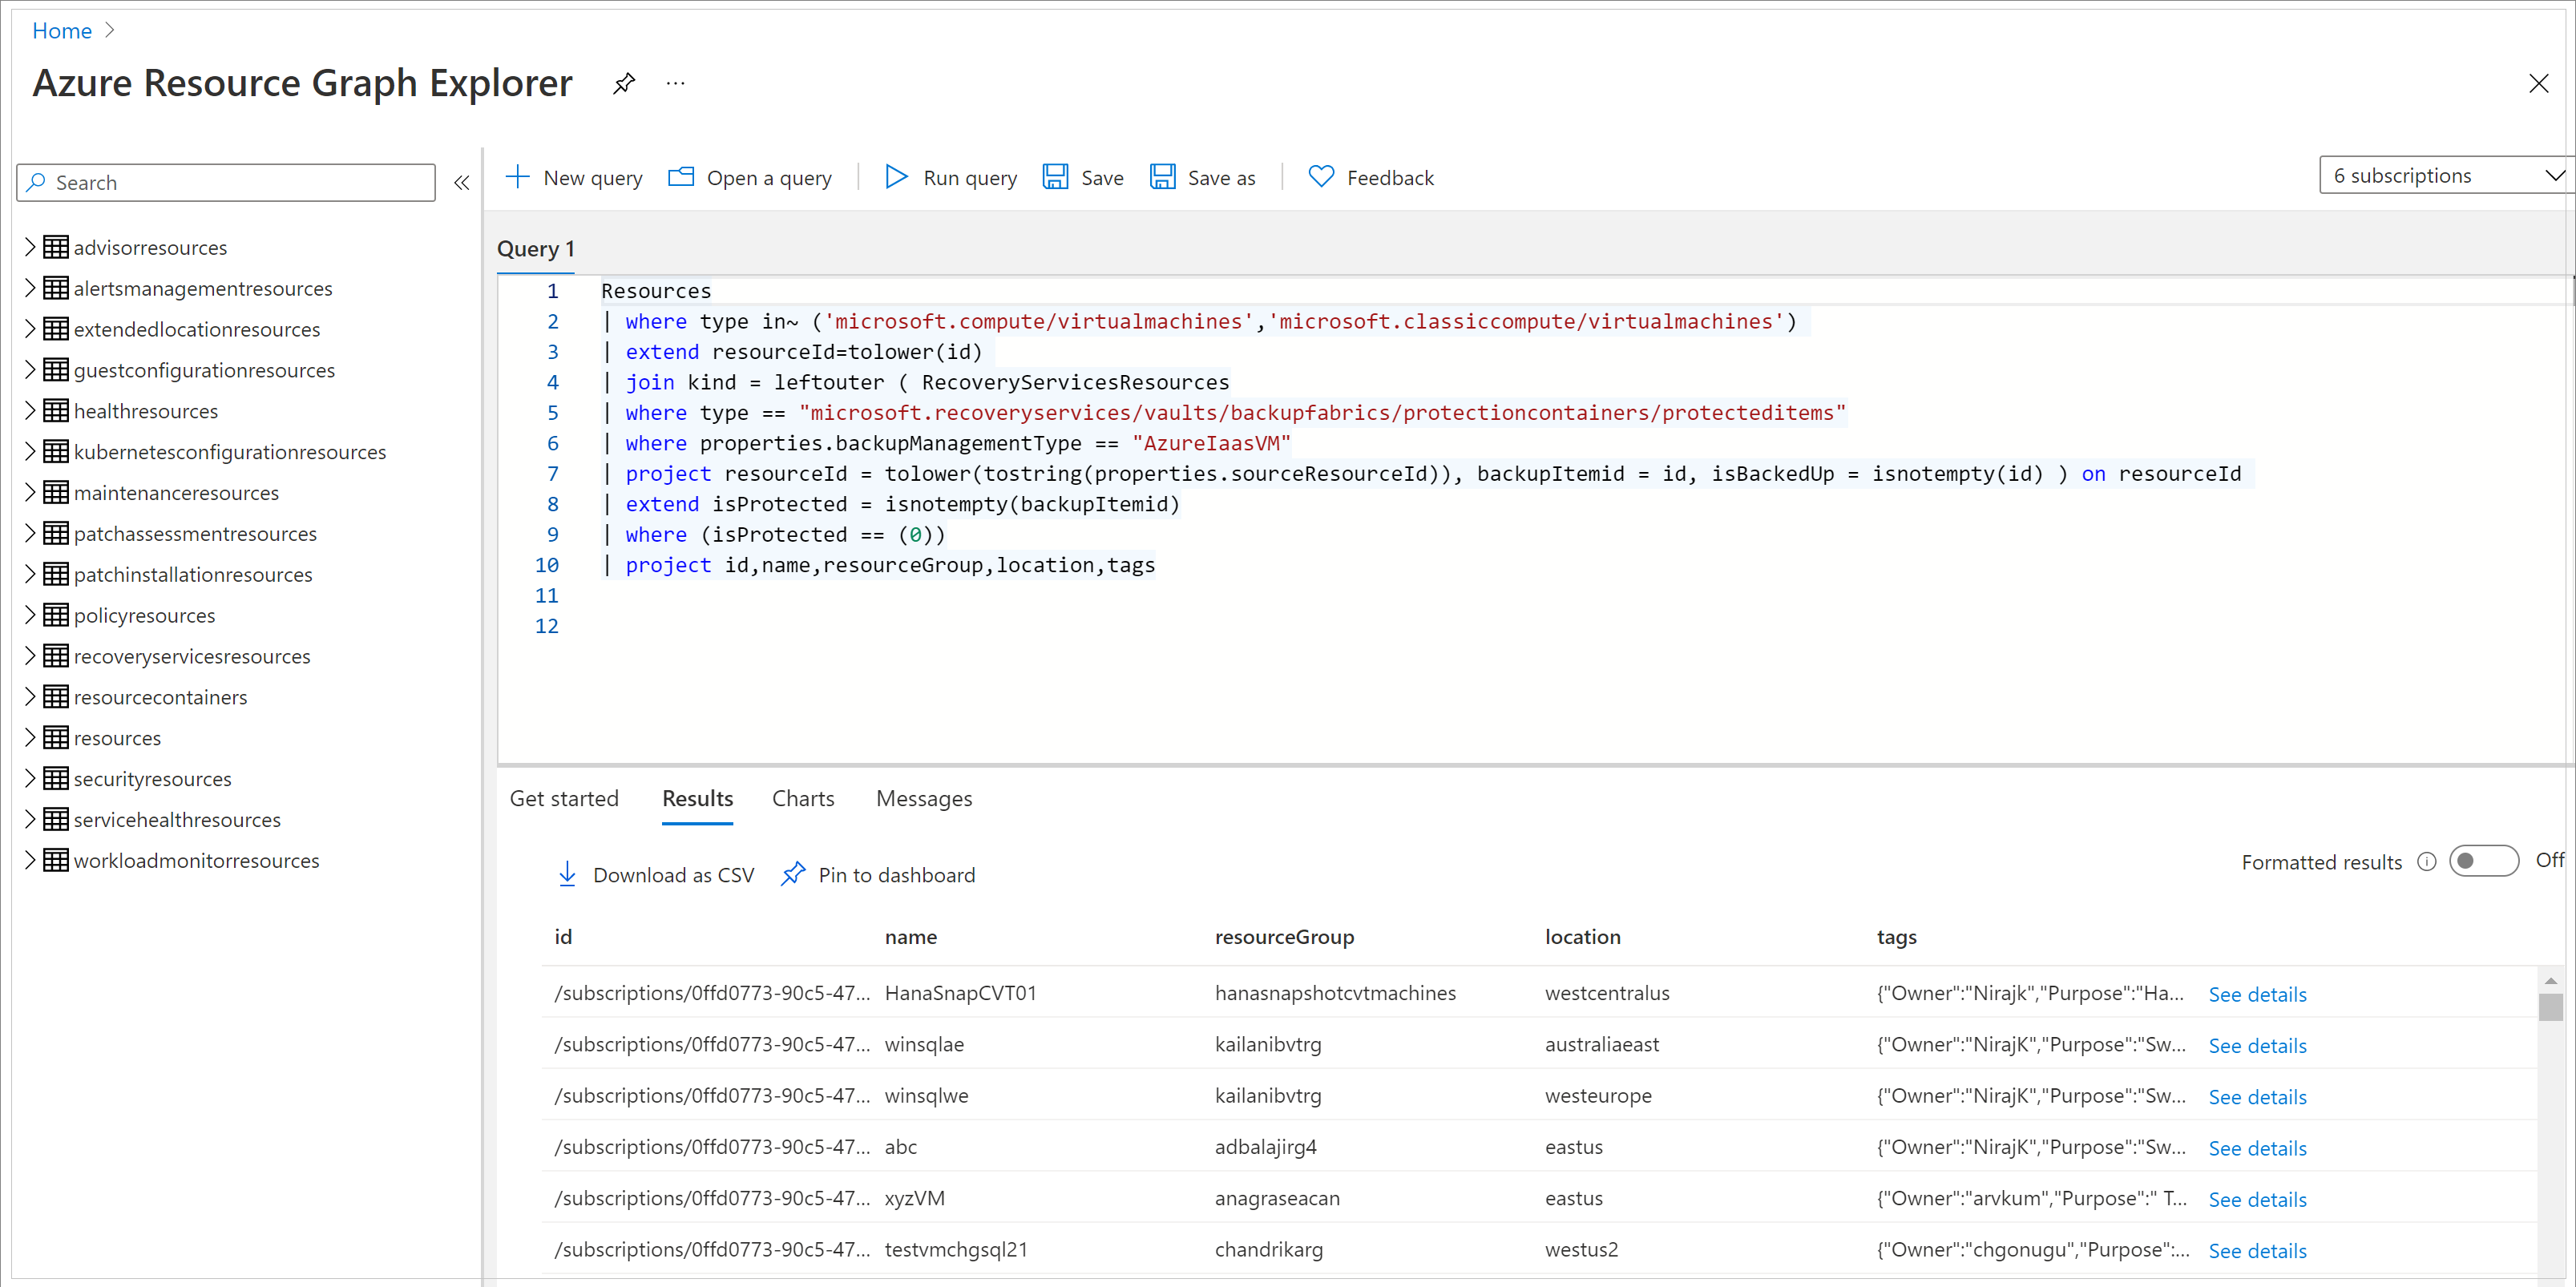 Home
Azure Resource Graph Explorer
Search
advisorresources
alertsmanagementresources
extendedlocationresources
guestconfigurationresources
healthresources
kubernetesconfigurationresources
maintenanceresources
patchassessmentresources
patchinstallationresources
policyresources
recoveryservicesresources
resourcecontainers
resources
securityresources
servicehealthresources
workloadmonitorresources
New query Open a query Run query Save Save as Feedback 6 subscriptions
Query 1
1 Resources
2 | where type in~ ('microsoft.compute/virtualmachines','microsoft.classiccompute/virtualmachines')
3 | extend resourceId=tolower(id)
4 | join kind = leftouter ( RecoveryServicesResources
5 | where type == "microsoft.recoveryservices/vaults/backupfabrics/protectioncontainers/protecteditems"
6 | where properties.backupManagementType == "AzureIaasVM"
7 | project resourceId = tolower(tostring(properties.sourceResourceId)), backupItemid = id, isBackedUp = isnotempty(id) ) on resourceId
8 | extend isProtected = isnotempty(backupItemid)
9 | where (isProtected == (0))
10 | project id,name,resourceGroup,location,tags
11
12
Get started Results Charts Messages
Download as CSV Pin to dashboard Formatted results Off
id name resourceGroup location tags
/subscriptions/0ffd0773-90c5-47... HanaSnapCVT01 hanasnapshotcvtmachines westcentralus {"Owner":"Nirajk","Purpose":"Ha... See details
/subscriptions/0ffd0773-90c5-47... winsqlae kailanibvtrg australiaeast {"Owner":"NirajK","Purpose":"Sw... See details
/subscriptions/0ffd0773-90c5-47... winsqlwe kailanibvtrg westeurope {"Owner":"NirajK","Purpose":"Sw... See details
/subscriptions/0ffd0773-90c5-47... abc adbalajirg4 eastus {"Owner":"NirajK","Purpose":"Sw... See details
/subscriptions/0ffd0773-90c5-47... xyzVM anagraseacan eastus {"Owner":"arvkum","Purpose":" T... See details
/subscriptions/0ffd0773-90c5-47... testvmchgsql21 chandrikarg westus2 {"Owner":"chgonugu","Purpose":... See details